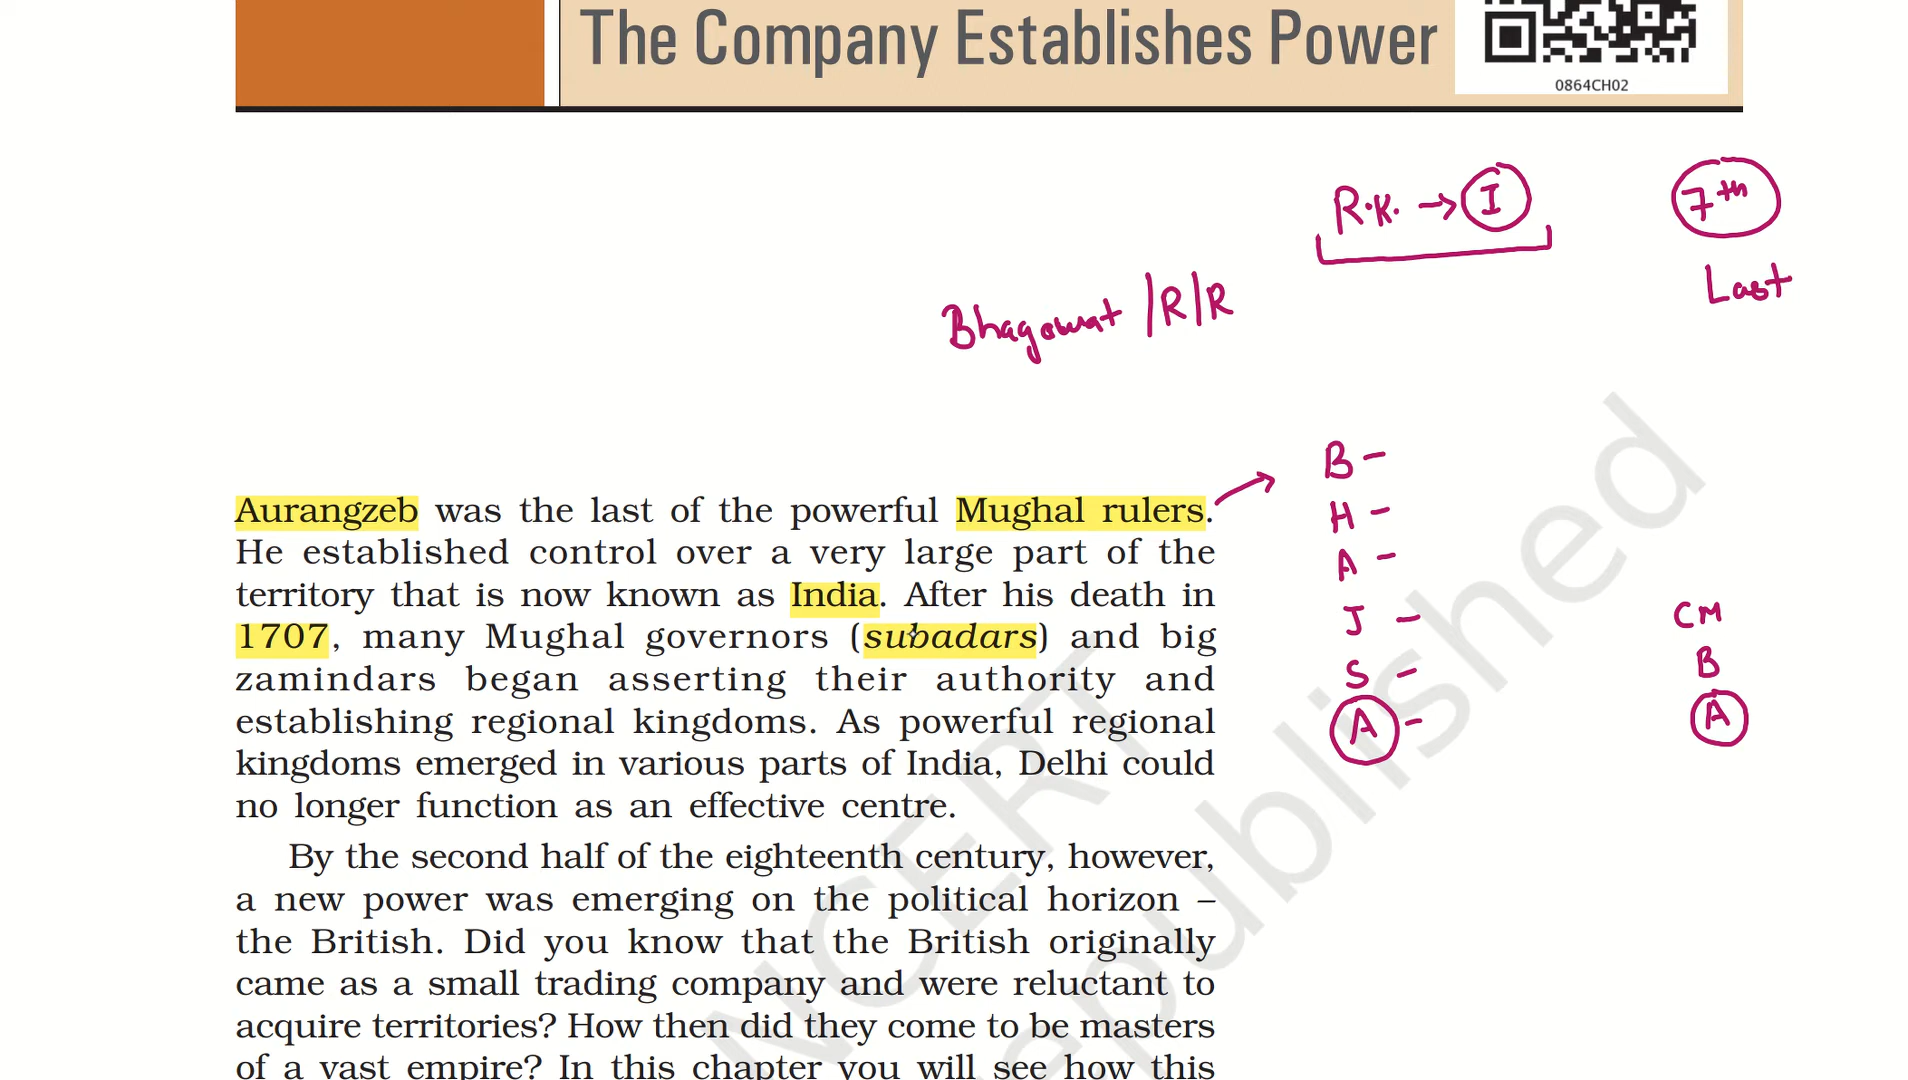 The Company Establishes Power
0864CH02
R.K. → I
7th
Last
Bhagawat |R|R
B -
H -
A -
J -
S -
A -
CM
B
A
Aurangzeb was the last of the powerful Mughal rulers.
He established control over a very large part of the
territory that is now known as India. After his death in
1707, many Mughal governors (subadars) and big
zamindars began asserting their authority and
establishing regional kingdoms. As powerful regional
kingdoms emerged in various parts of India, Delhi could
no longer function as an effective centre.
By the second half of the eighteenth century, however,
a new power was emerging on the political horizon –
the British. Did you know that the British originally
came as a small trading company and were reluctant to
acquire territories? How then did they come to be masters
of a vast empire? In this chapter you will see how this
NCERT
republished